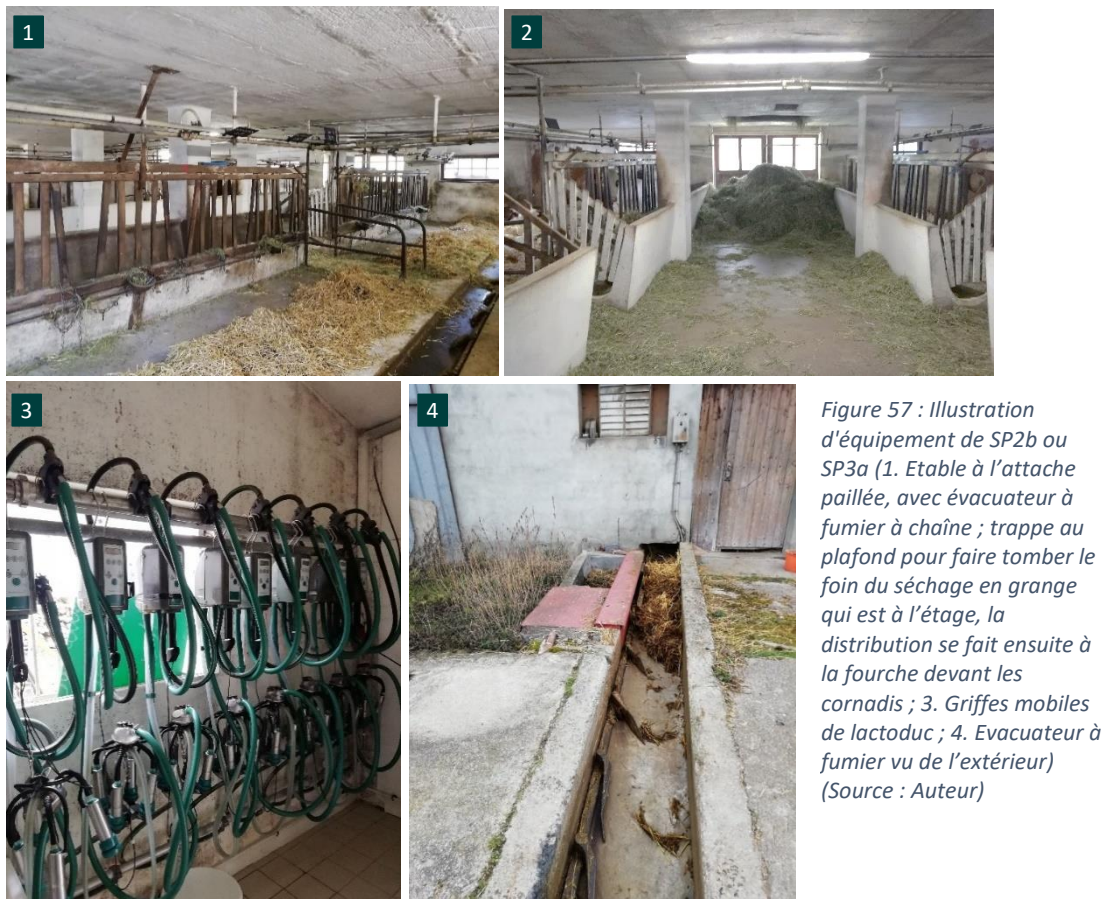 1
2
3
4
Figure 57 : Illustration
d'équipement de SP2b ou
SP3a (1. Etable à l’attache
paillée, avec évacuateur à
fumier à chaîne ; trappe au
plafond pour faire tomber le
foin du séchage en grange
qui est à l’étage, la
distribution se fait ensuite à
la fourche devant les
cornadis ; 3. Griffes mobiles
de lactoduc ; 4. Evacuateur à
fumier vu de l’extérieur)
(Source : Auteur)